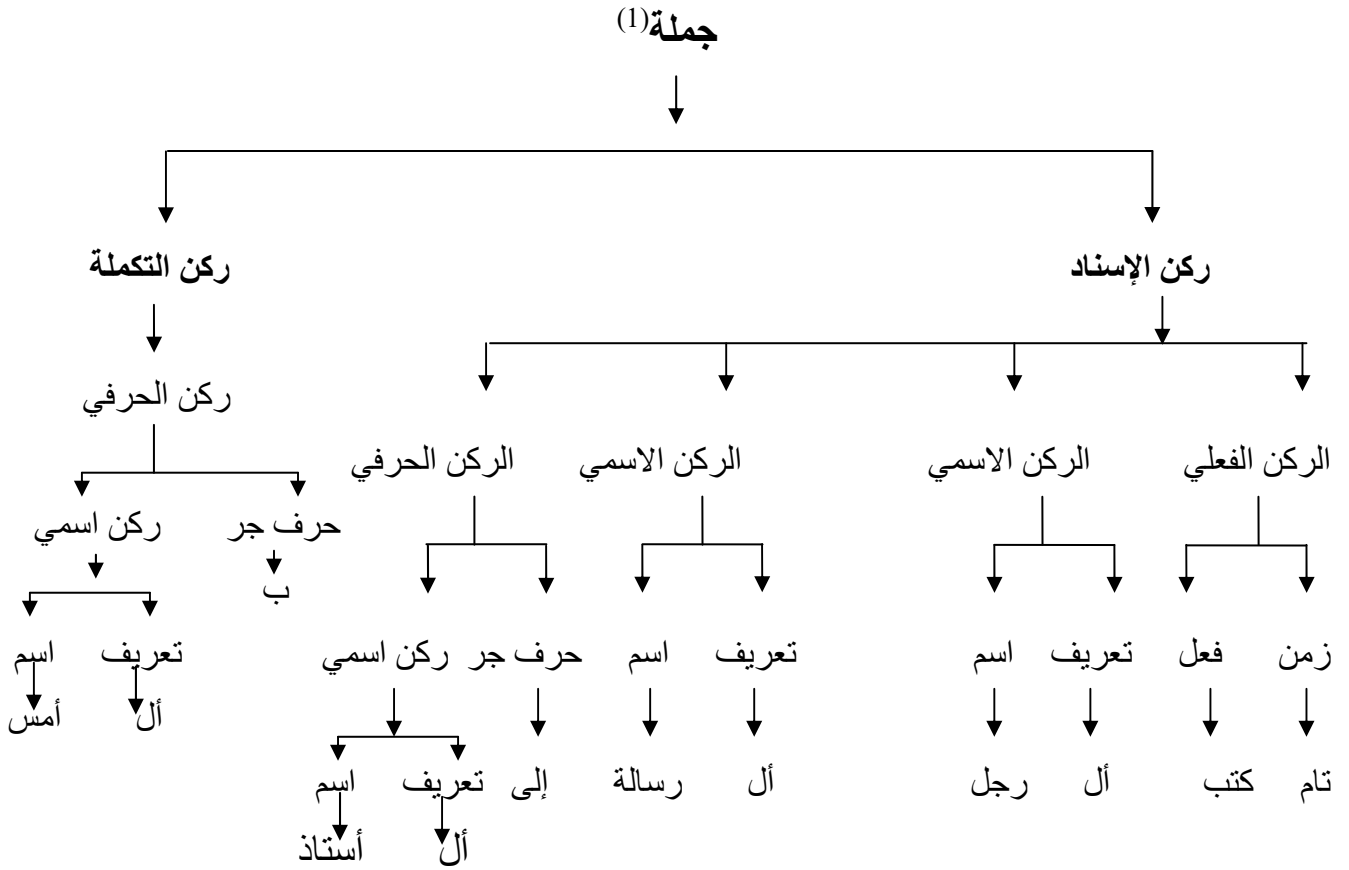 جملة(1)
ركن الإسناد ركن التكملة
ركن الحرفي
الركن الفعلي الركن الاسمي الركن الاسمي الركن الحرفي
حرف جر ركن اسمي
ب
زمن فعل تعريف اسم تعريف اسم حرف جر ركن اسمي تعريف اسم
أل أمس
تام كتب أل رجل أل رسالة إلى تعريف اسم
أل أستاذ